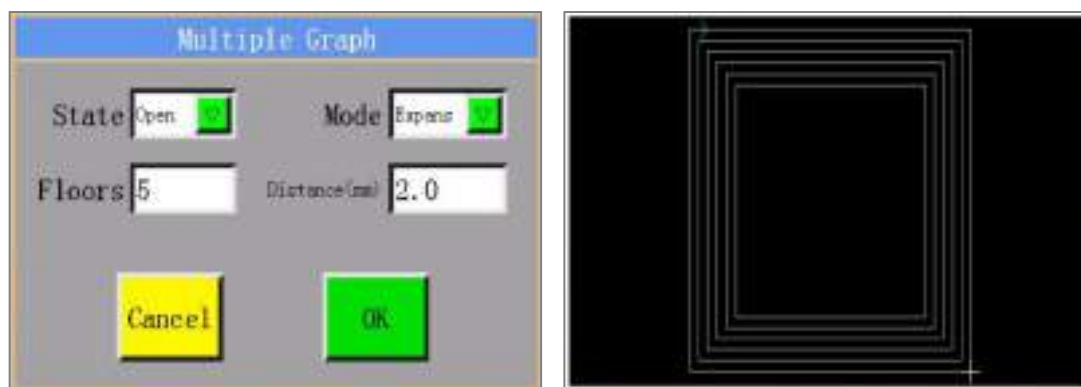 Multiple Graph
State Open Mode Expans
Floors 5 Distance(mm) 2.0
Cancel OK